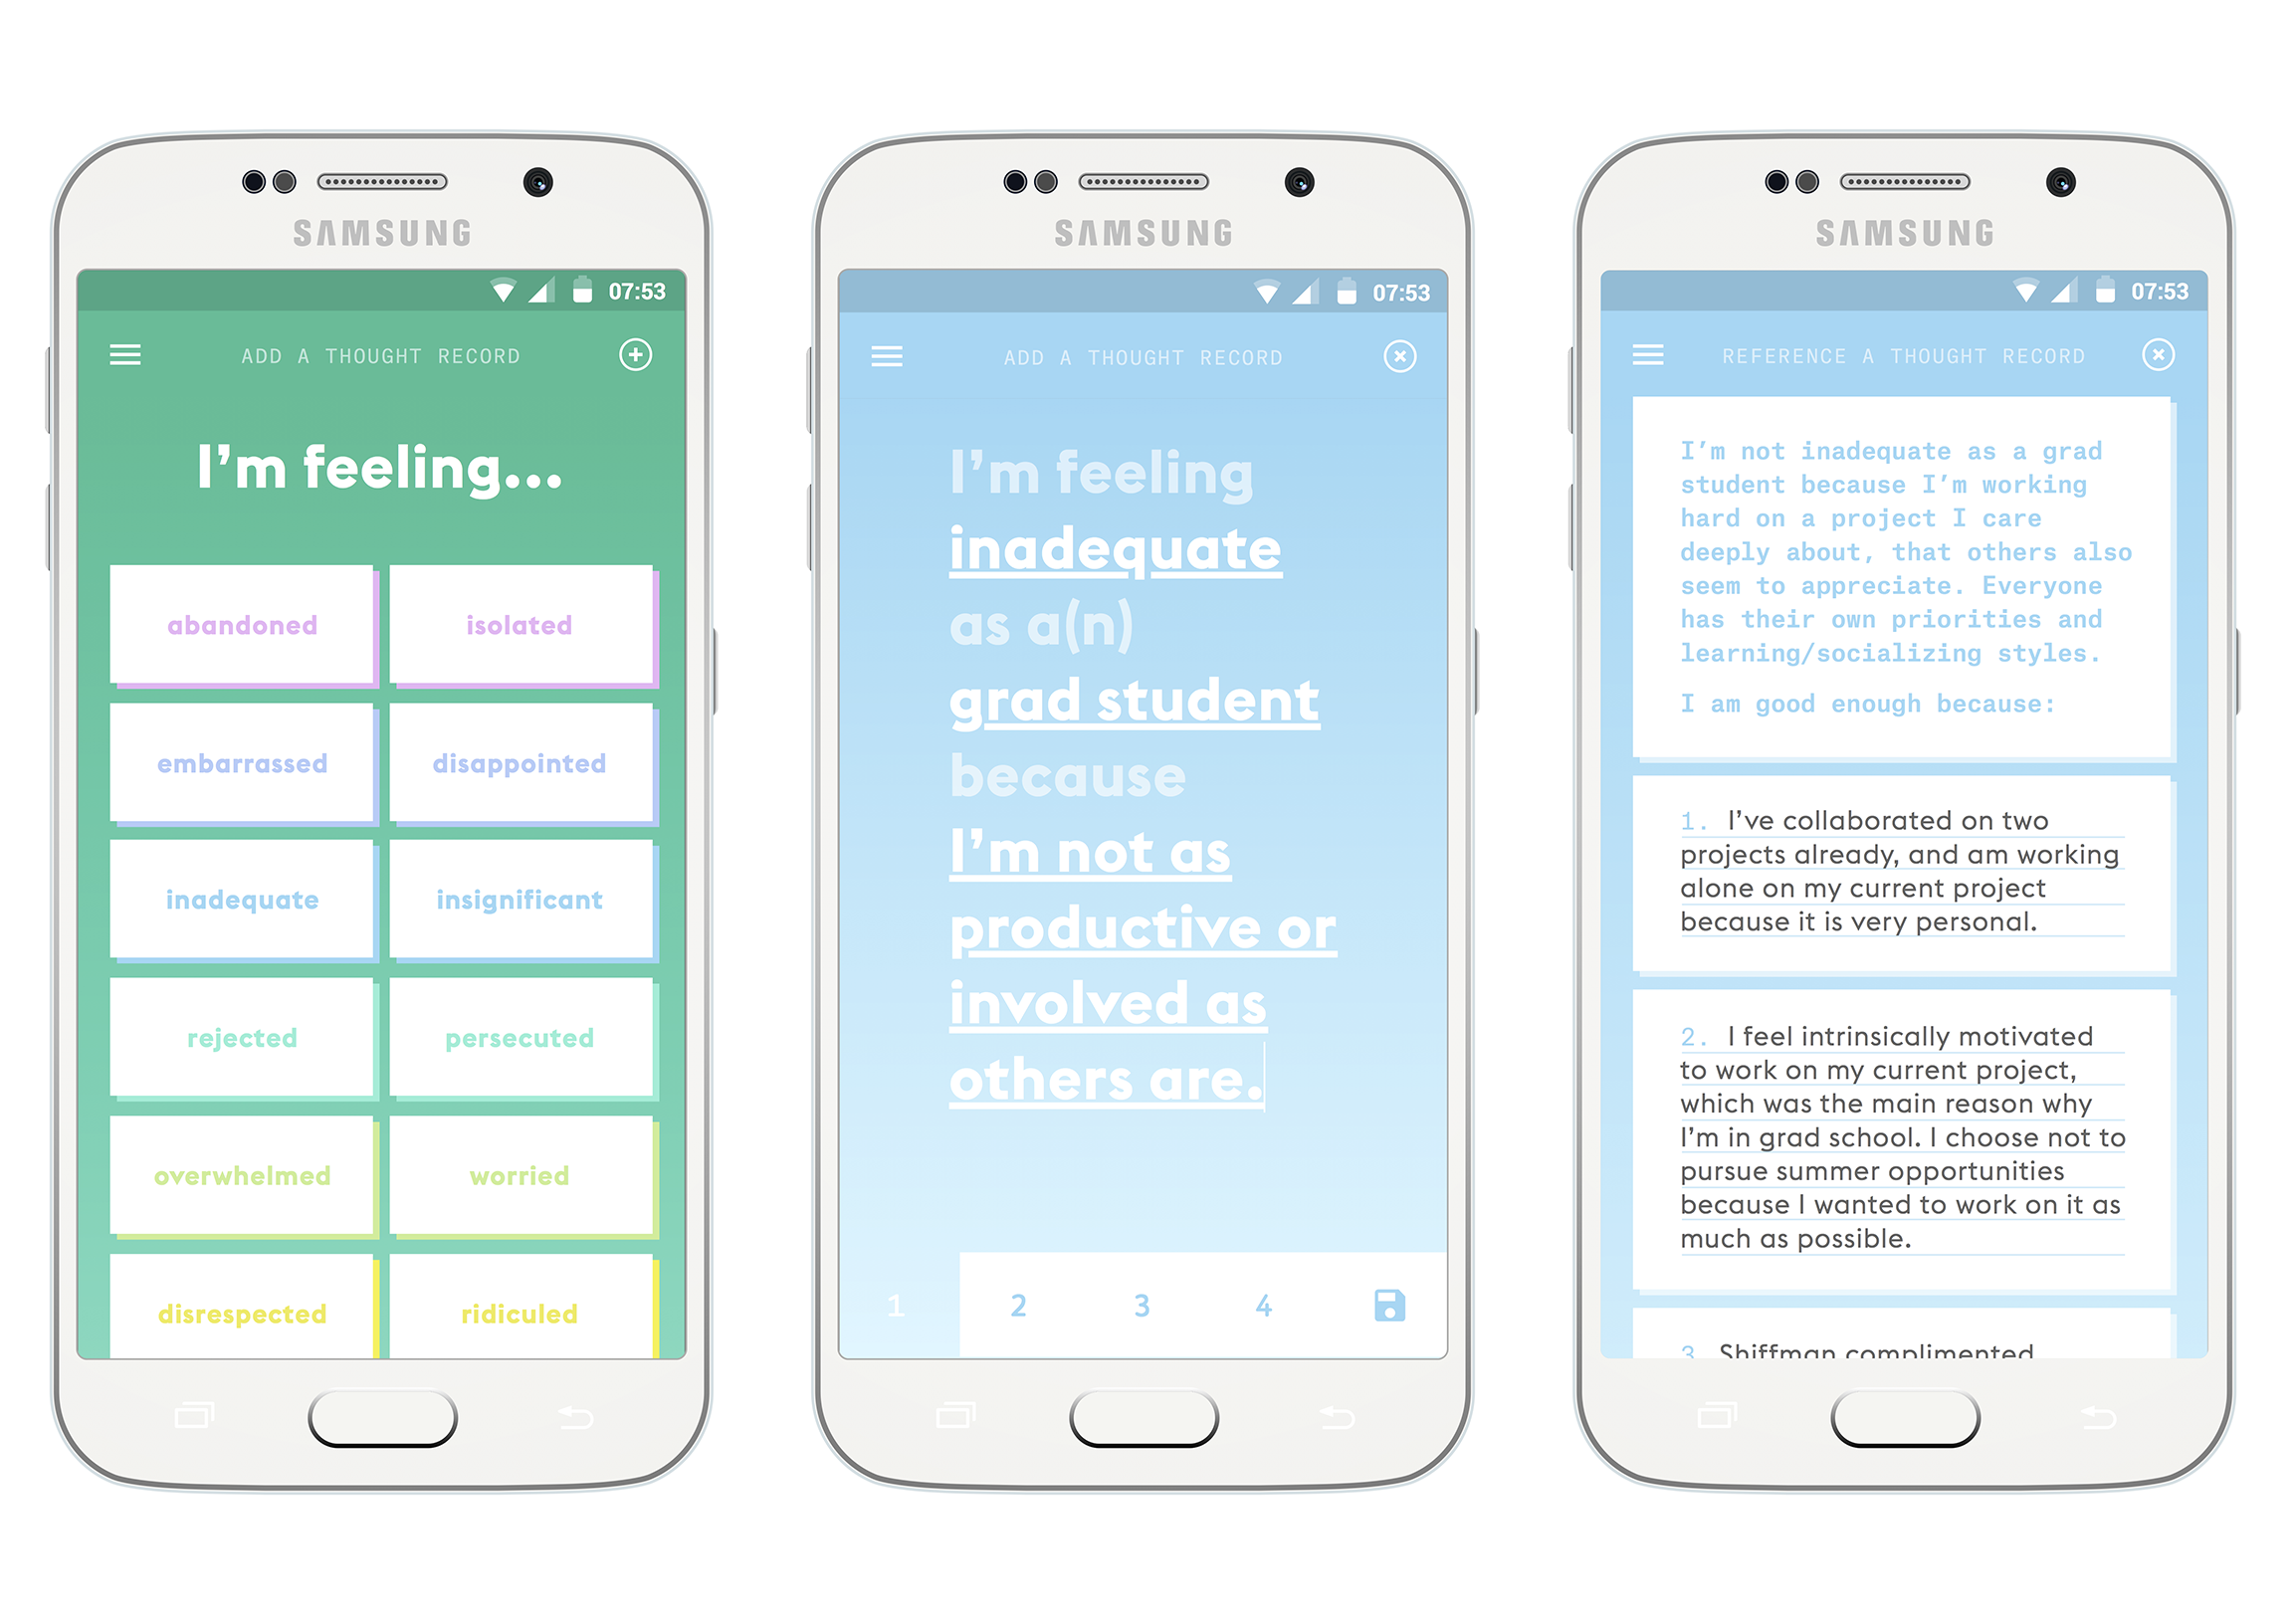 SAMSUNG
07:53
ADD A THOUGHT RECORD
I'm feeling...
abandoned
isolated
embarrassed
disappointed
inadequate
insignificant
rejected
persecuted
overwhelmed
worried
disrespected
ridiculed
SAMSUNG
07:53
ADD A THOUGHT RECORD
I'm feeling
inadequate
as a(n)
grad student
because
I'm not as
productive or
involved as
others are.
1 2 3 4
SAMSUNG
07:53
REFERENCE A THOUGHT RECORD
I'm not inadequate as a grad
student because I'm working
hard on a project I care
deeply about, that others also
seem to appreciate. Everyone
has their own priorities and
learning/socializing styles.
I am good enough because:
1. I've collaborated on two
projects already, and am working
alone on my current project
because it is very personal.
2. I feel intrinsically motivated
to work on my current project,
which was the main reason why
I'm in grad school. I choose not to
pursue summer opportunities
because I wanted to work on it as
much as possible.
3 Shiffman complimented